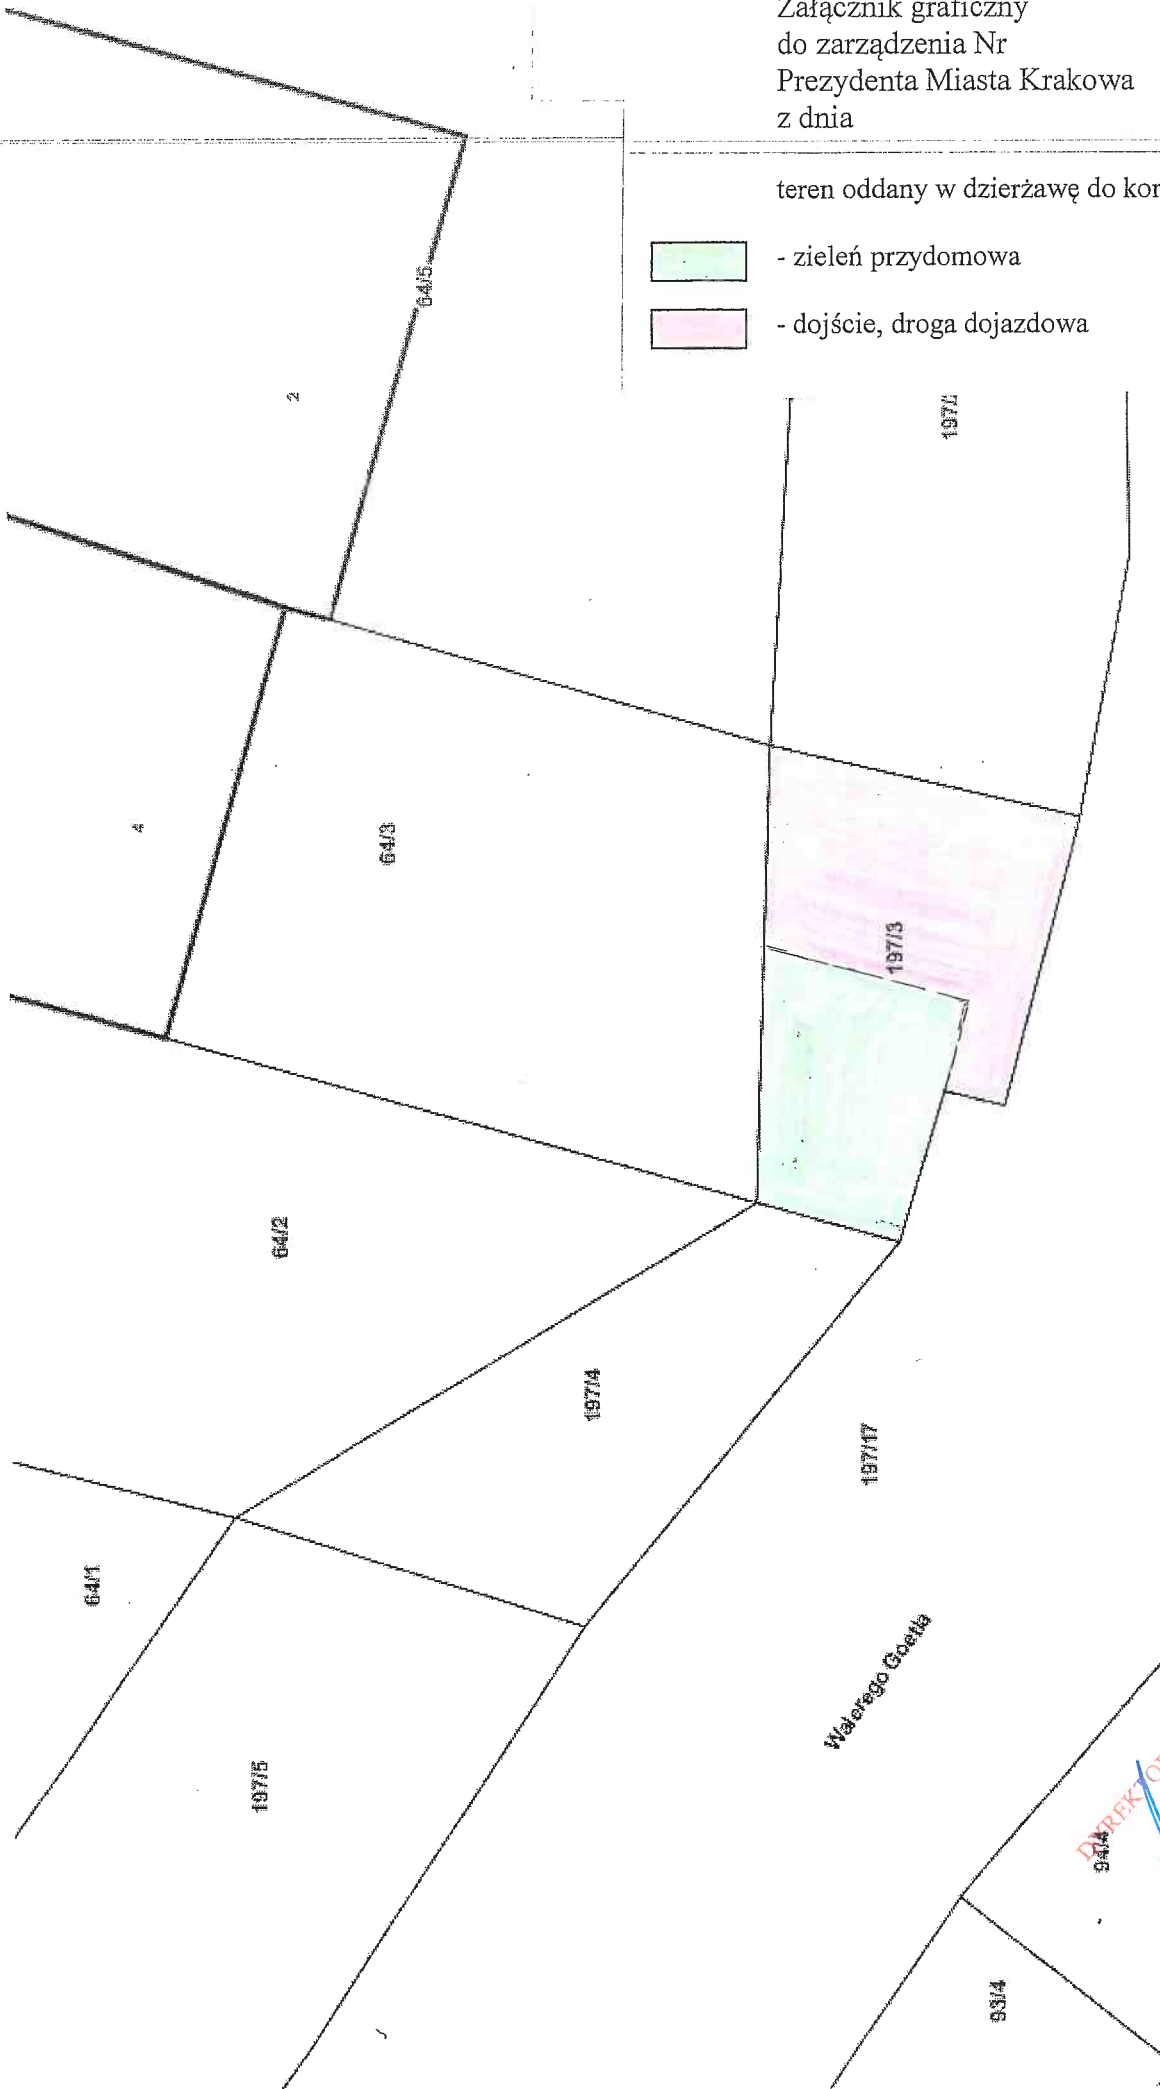 Załącznik graficzny
do zarządzenia Nr
Prezydenta Miasta Krakowa
z dnia
teren oddany w dzierżawę do
- zieleń przydomowa
- dojście, droga dojazdowa
64/5
2
4
64/3
197/3
64/2
197/4
197/17
64/1
197/5
Walerego Goetla
94/4
93/4